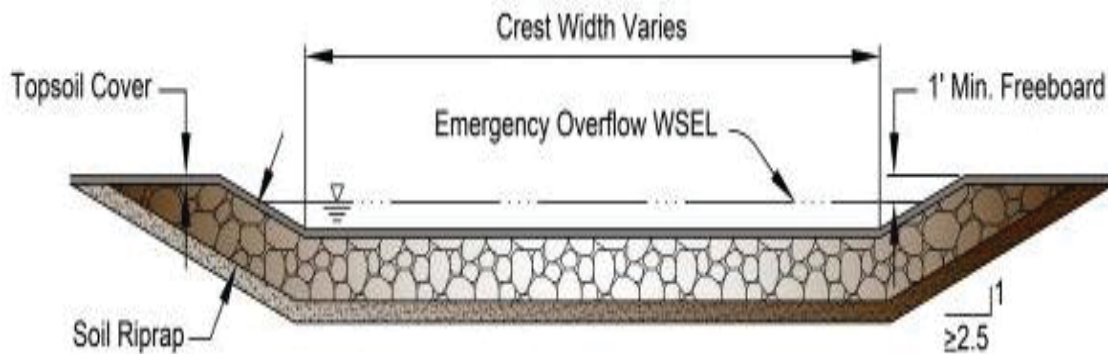 Crest Width Varies
Topsoil Cover
1' Min. Freeboard
Emergency Overflow WSEL
Soil Riprap
1
≥2.5